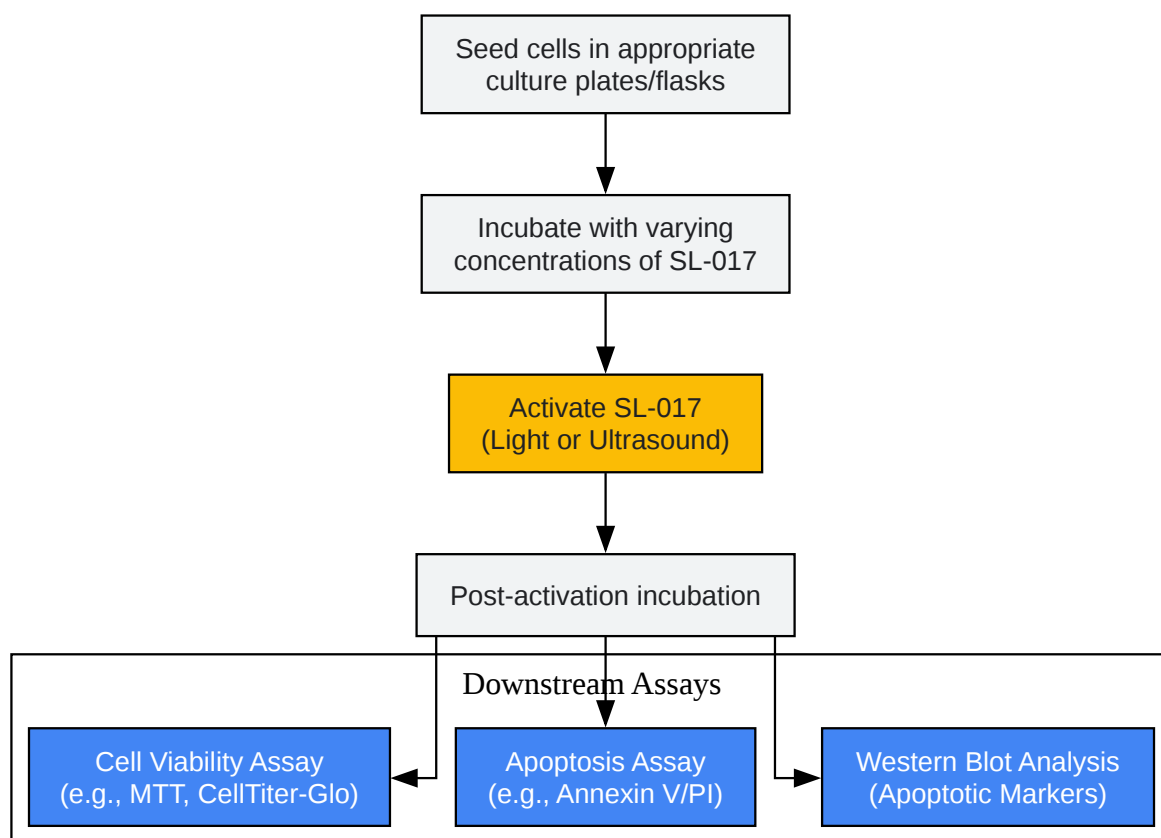 Seed cells in appropriate
culture plates/flasks
Incubate with varying
concentrations of SL-017
Activate SL-017
(Light or Ultrasound)
Post-activation incubation
Downstream Assays
Cell Viability Assay
(e.g., MTT, CellTiter-Glo)
Apoptosis Assay
(e.g., Annexin V/PI)
Western Blot Analysis
(Apoptotic Markers)